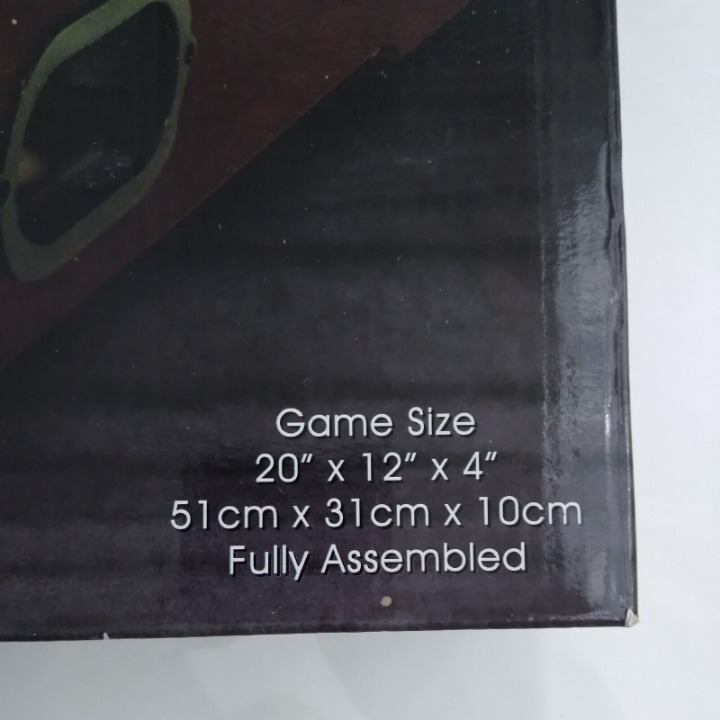 Game Size
20" x 12" x 4"
51cm x 31cm x 10cm
Fully Assembled